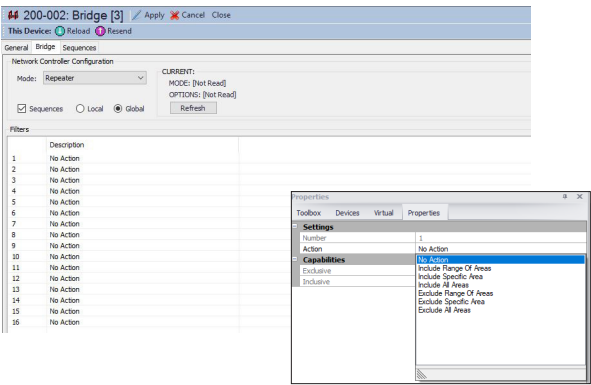 200-002: Bridge [3] Apply Cancel Close
This Device: Reload Resend
General Bridge Sequences
Network Controller Configuration
Mode: Repeater
CURRENT:
MODE: [Not Read]
OPTIONS: [Not Read]
Sequences Local Global Refresh
Filters
Description
1 No Action
2 No Action
3 No Action
4 No Action
5 No Action
6 No Action
7 No Action
8 No Action
9 No Action
10 No Action
11 No Action
12 No Action
13 No Action
14 No Action
15 No Action
16 No Action
Properties
Toolbox Devices Virtual Properties
Settings
Number 1
Action No Action
Capabilities
Exclusive
Inclusive
No Action
Include Range Of Areas
Include Specific Area
Include All Areas
Exclude Range Of Areas
Exclude Specific Area
Exclude All Areas